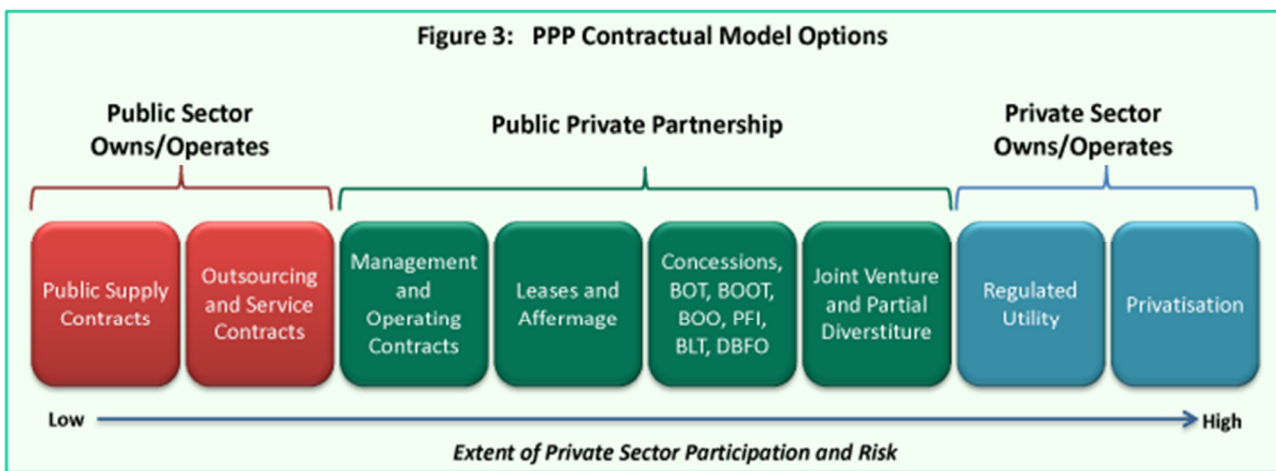 Figure 3: PPP Contractual Model Options
Public Sector
Owns/Operates
Public Private Partnership
Private Sector
Owns/Operates
Public Supply
Contracts
Outsourcing
and Service
Contracts
Management
and
Operating
Contracts
Leases and
Affermage
Concessions,
BOT, BOOT,
BOO, PFI,
BLT, DBFO
Joint Venture
and Partial
Diverstiture
Regulated
Utility
Privatisation
Low
High
Extent of Private Sector Participation and Risk